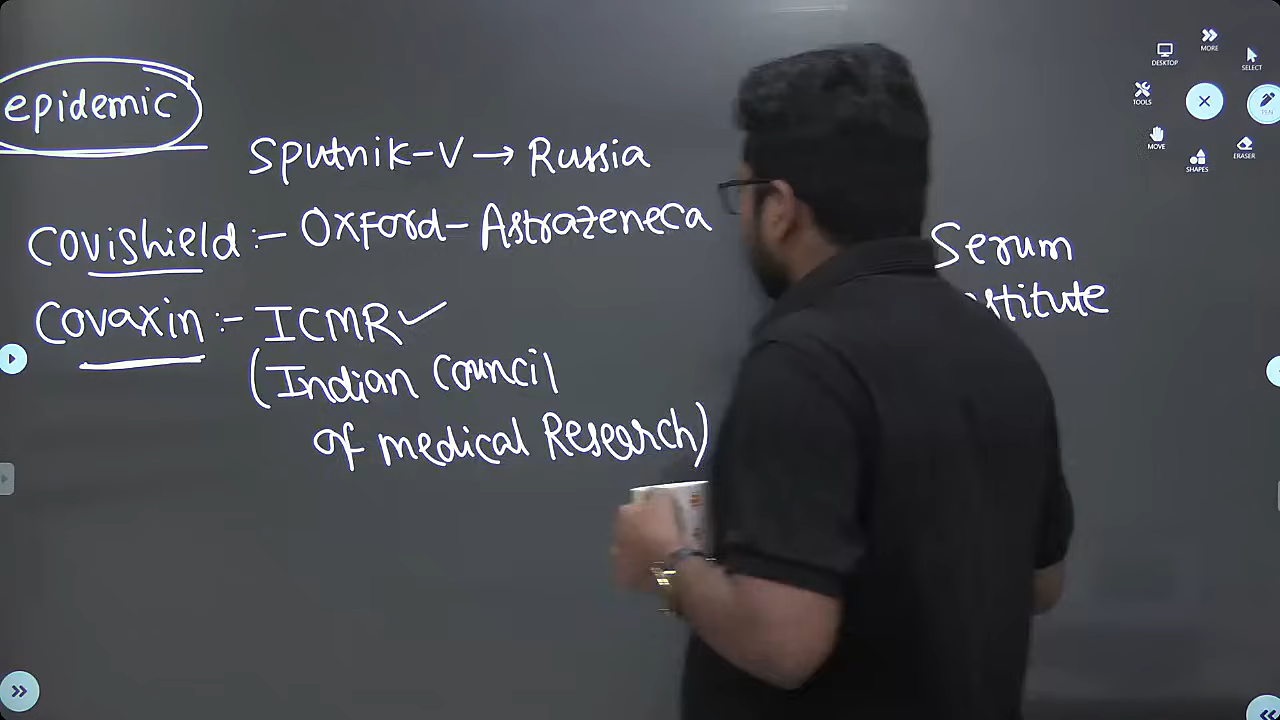 epidemic
Sputnik-V → Russia
Covishield :- Oxford-Astrazeneca
Serum
Covaxin :- ICMR ✓
(Indian Council
of medical Research)
MORE
DESKTOP
SELECT
TOOLS
PEN
MOVE
ERASER
SHAPES